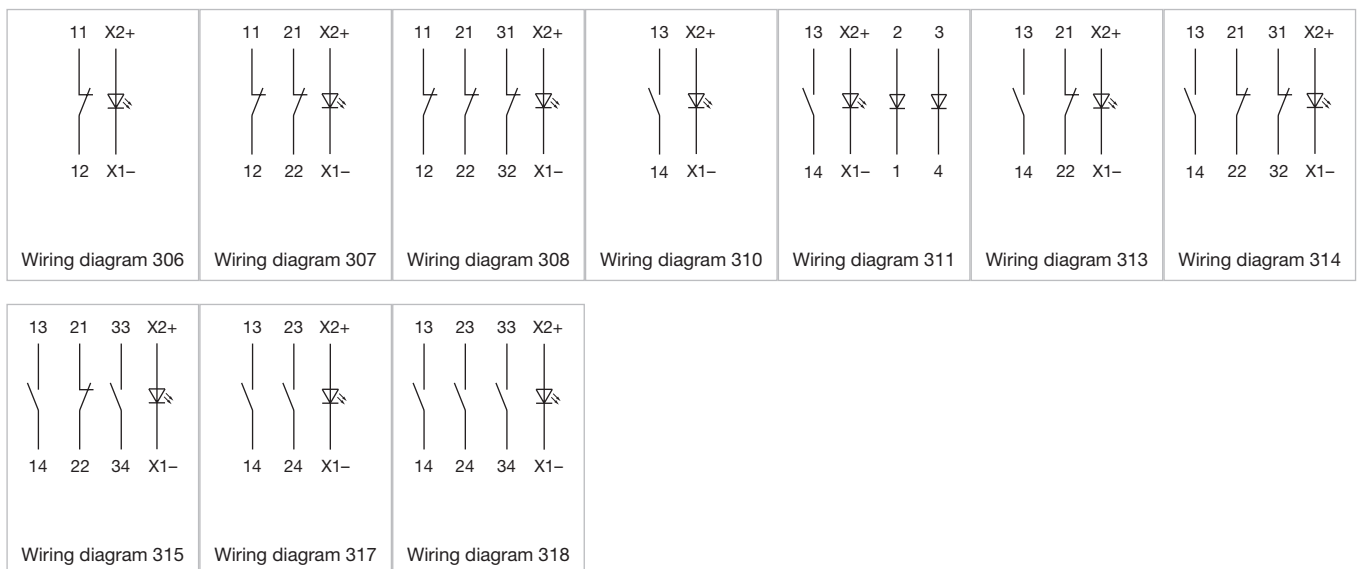 11 X2+
12 X1–
Wiring diagram 306
11 21 X2+
12 22 X1–
Wiring diagram 307
11 21 31 X2+
12 22 32 X1–
Wiring diagram 308
13 X2+
14 X1–
Wiring diagram 310
13 X2+ 2 3
14 X1– 1 4
Wiring diagram 311
13 21 X2+
14 22 X1–
Wiring diagram 313
13 21 31 X2+
14 22 32 X1–
Wiring diagram 314
13 21 33 X2+
14 22 34 X1–
Wiring diagram 315
13 23 X2+
14 24 X1–
Wiring diagram 317
13 23 33 X2+
14 24 34 X1–
Wiring diagram 318